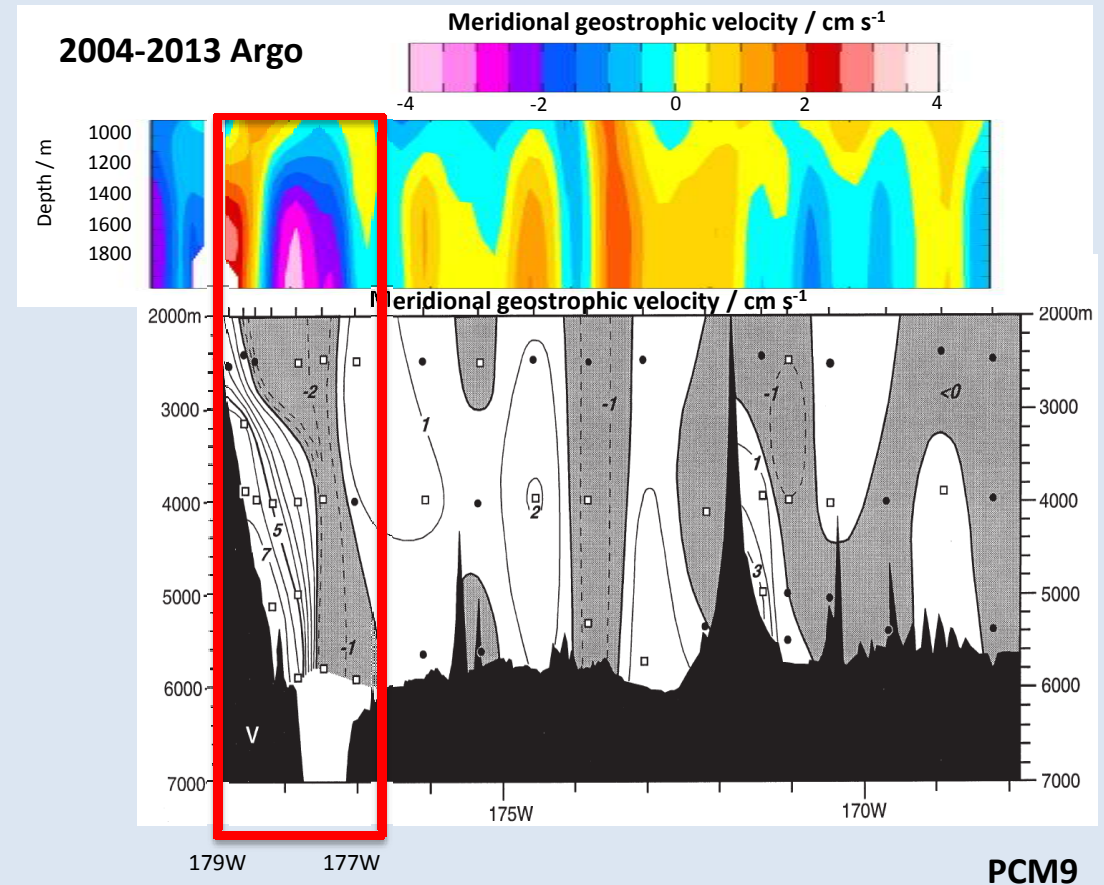 Meridional geostrophic velocity / cm s-1
2004-2013 Argo
-4 -2 0 2 4
Depth / m
1000
1200
1400
1600
1800
Meridional geostrophic velocity / cm s-1
2000m 2000m
-2 -1 -1 <0
3000 3000
1
1
4000 4000
2
5
7
3
5000 5000
-1
6000 6000
V
7000 7000
175W 170W
179W 177W
PCM9